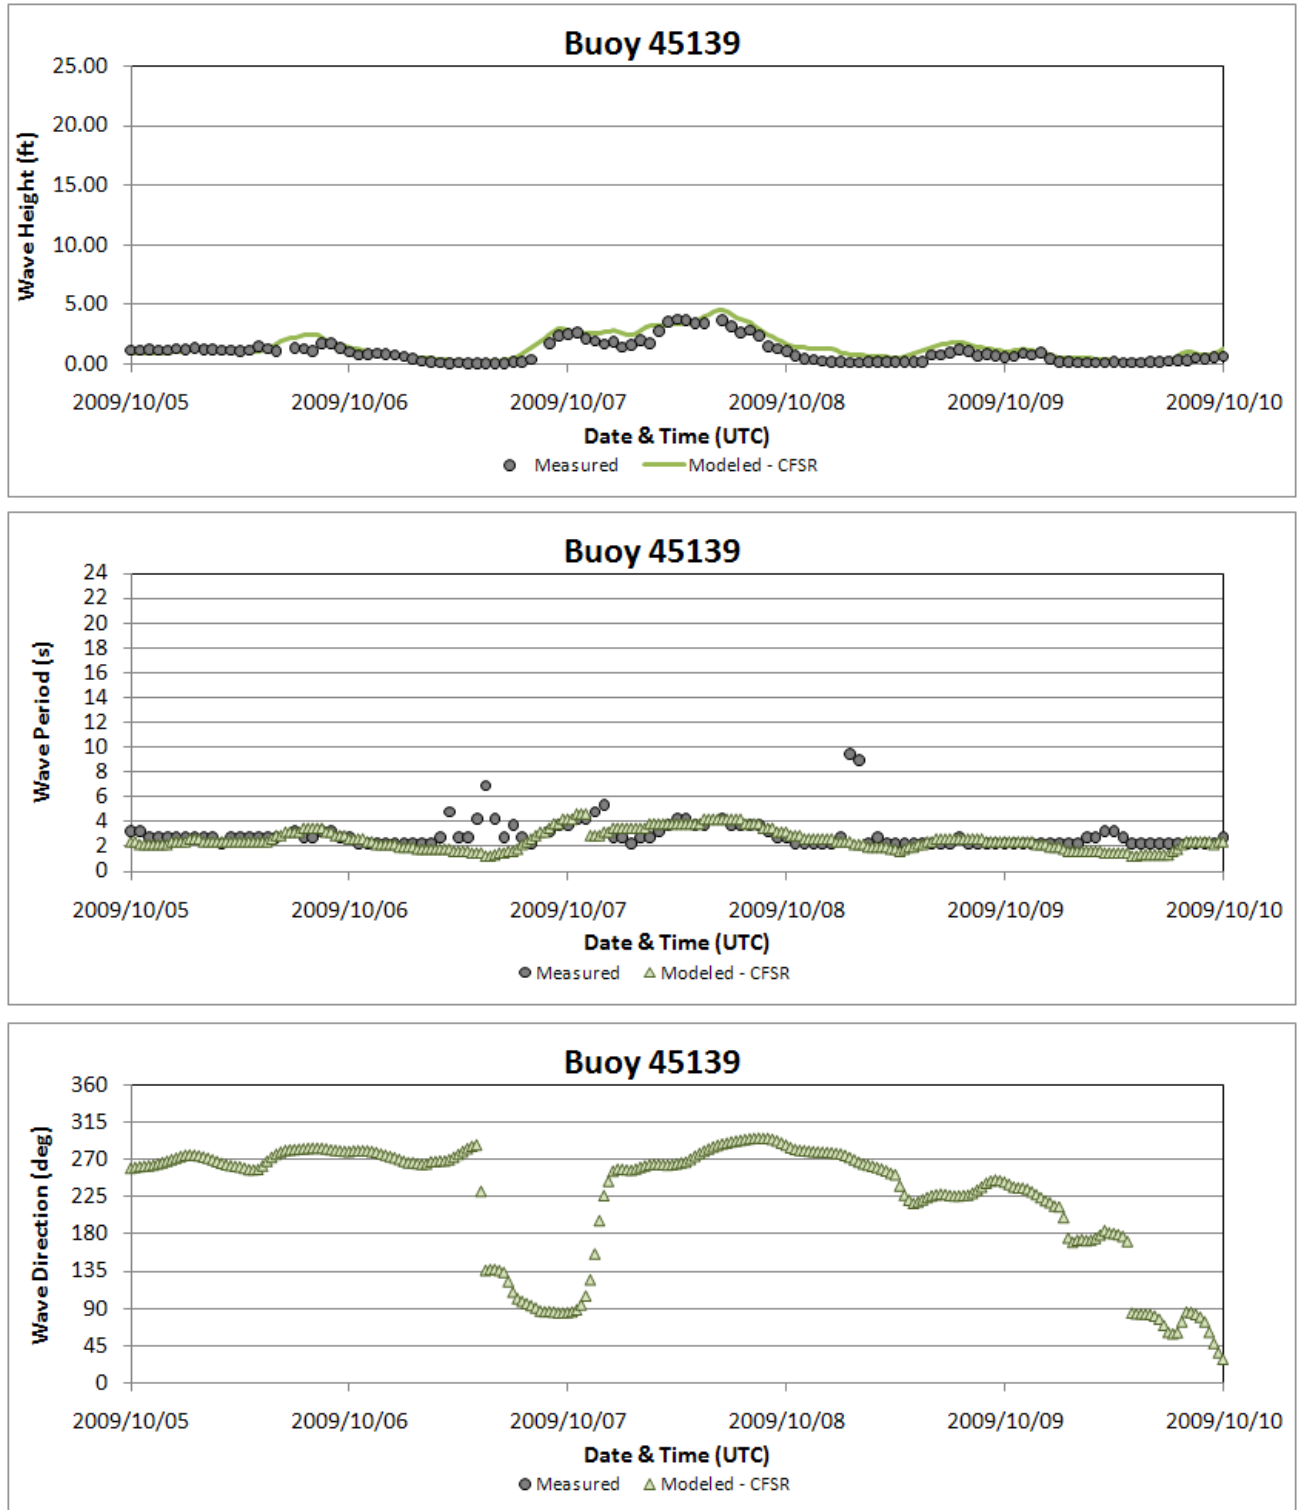 Buoy 45139
25.00
20.00
15.00
10.00
5.00
0.00
Wave Height (ft)
2009/10/05 2009/10/06 2009/10/07 2009/10/08 2009/10/09 2009/10/10
Date & Time (UTC)
Measured Modeled - CFSR
Buoy 45139
24
22
20
18
16
14
12
10
8
6
4
2
0
Wave Period (s)
2009/10/05 2009/10/06 2009/10/07 2009/10/08 2009/10/09 2009/10/10
Date & Time (UTC)
Measured Modeled - CFSR
Buoy 45139
360
315
270
225
180
135
90
45
0
Wave Direction (deg)
2009/10/05 2009/10/06 2009/10/07 2009/10/08 2009/10/09 2009/10/10
Date & Time (UTC)
Measured Modeled - CFSR